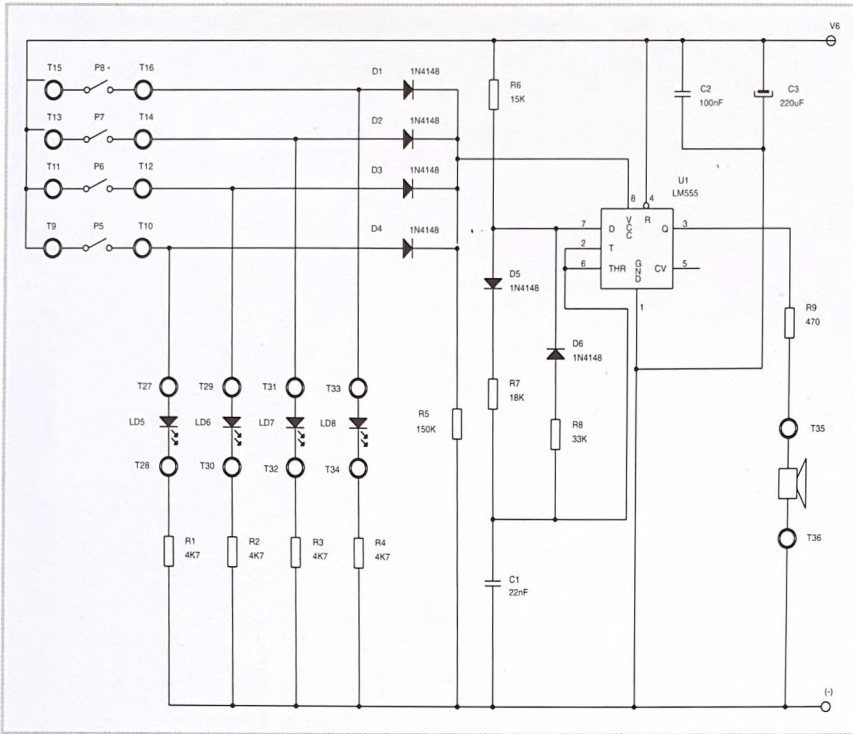 V6
T15 P8 T16 D1 1N4148
R6
15K
C2
100nF
C3
220uF
T13 P7 T14 D2 1N4148
T11 P6 T12 D3 1N4148
T9 P5 T10 D4 1N4148
U1
LM555
8 4
7 D VCC R Q 3
2 T
6 THR GND CV 5
1
D5
1N4148
D6
1N4148
R9
470
R7
18K
R8
33K
T27 T29 T31 T33
LD5 LD6 LD7 LD8
T28 T30 T32 T34
R5
150K
T35
T36
R1
4K7
R2
4K7
R3
4K7
R4
4K7
C1
22nF
(-)